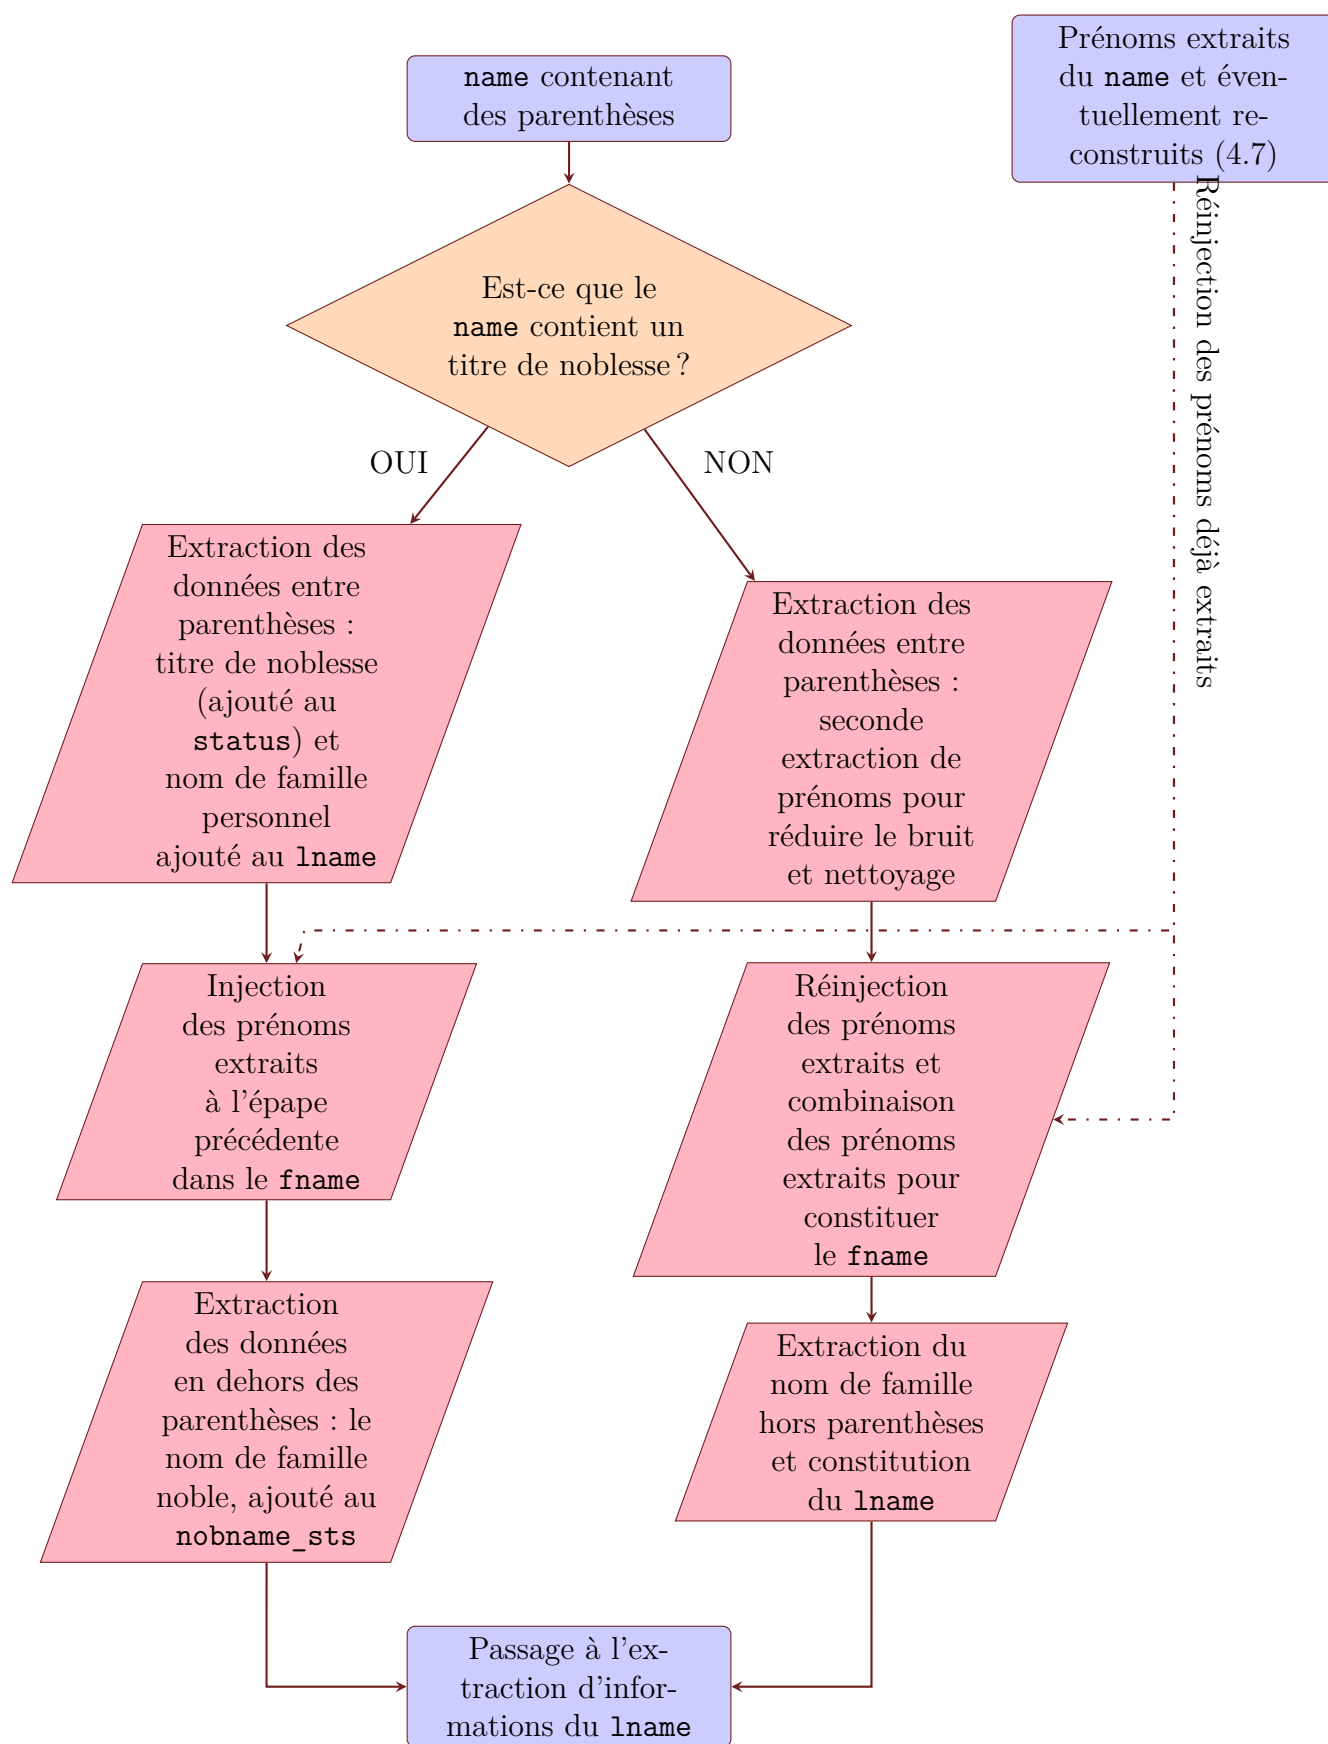 name contenant
des parenthèses
Prénoms extraits
du name et éven-
tuellement re-
construits (4.7)
Réinjection des prénoms déjà extraits
Est-ce que le
name contient un
titre de noblesse ?
OUI
NON
Extraction des
données entre
parenthèses :
titre de noblesse
(ajouté au
status) et
nom de famille
personnel
ajouté au lname
Extraction des
données entre
parenthèses :
seconde
extraction de
prénoms pour
réduire le bruit
et nettoyage
Injection
des prénoms
extraits
à l'épape
précédente
dans le fname
Réinjection
des prénoms
extraits et
combinaison
des prénoms
extraits pour
constituer
le fname
Extraction
des données
en dehors des
parenthèses : le
nom de famille
noble, ajouté au
nobname_sts
Extraction du
nom de famille
hors parenthèses
et constitution
du lname
Passage à l'ex-
traction d'infor-
mations du lname